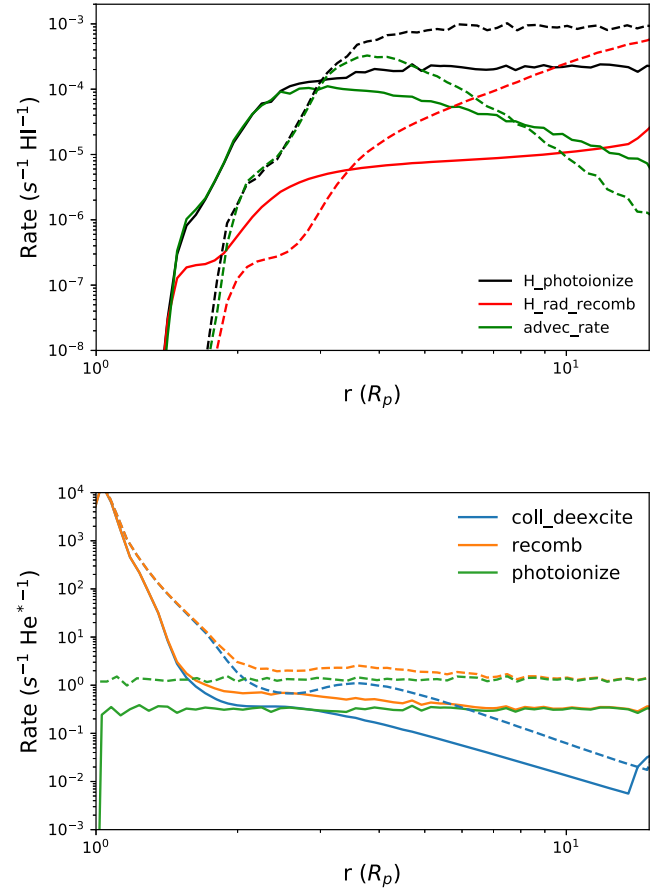 10⁻³
10⁻⁴
10⁻⁵
10⁻⁶
10⁻⁷
10⁻⁸
Rate (s⁻¹ HI⁻¹)
H_photoionize
H_rad_recomb
advec_rate
10⁰
10¹
r (Rₚ)
10⁴
10³
10²
10¹
10⁰
10⁻¹
10⁻²
10⁻³
Rate (s⁻¹ He*⁻¹)
coll_deexcite
recomb
photoionize
10⁰
10¹
r (Rₚ)